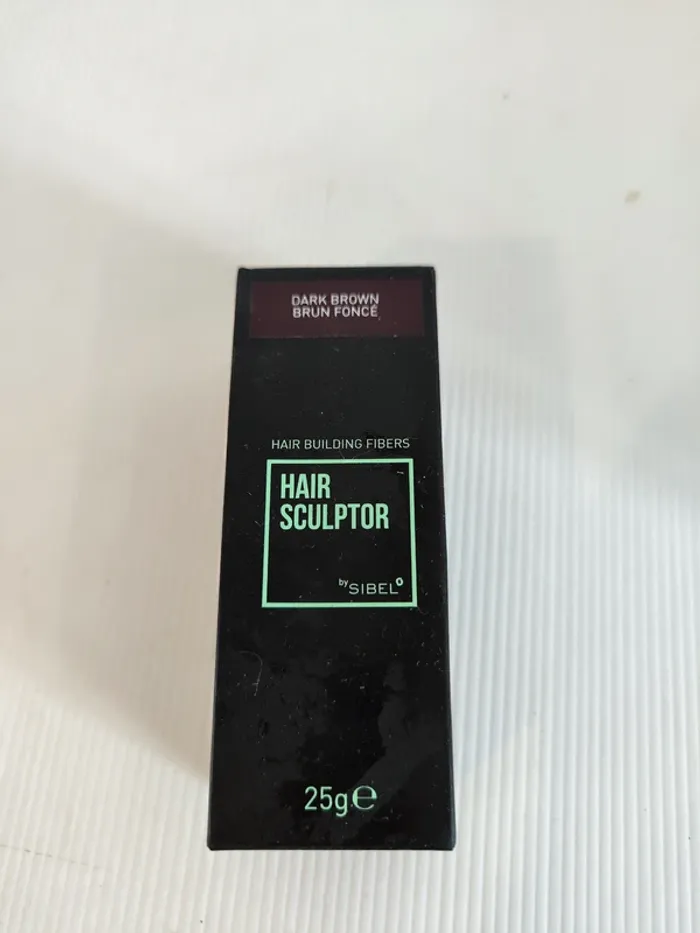 DARK BROWN
BRUN FONCÉ
HAIR BUILDING FIBERS
HAIR
SCULPTOR
by SIBEL
25g℮